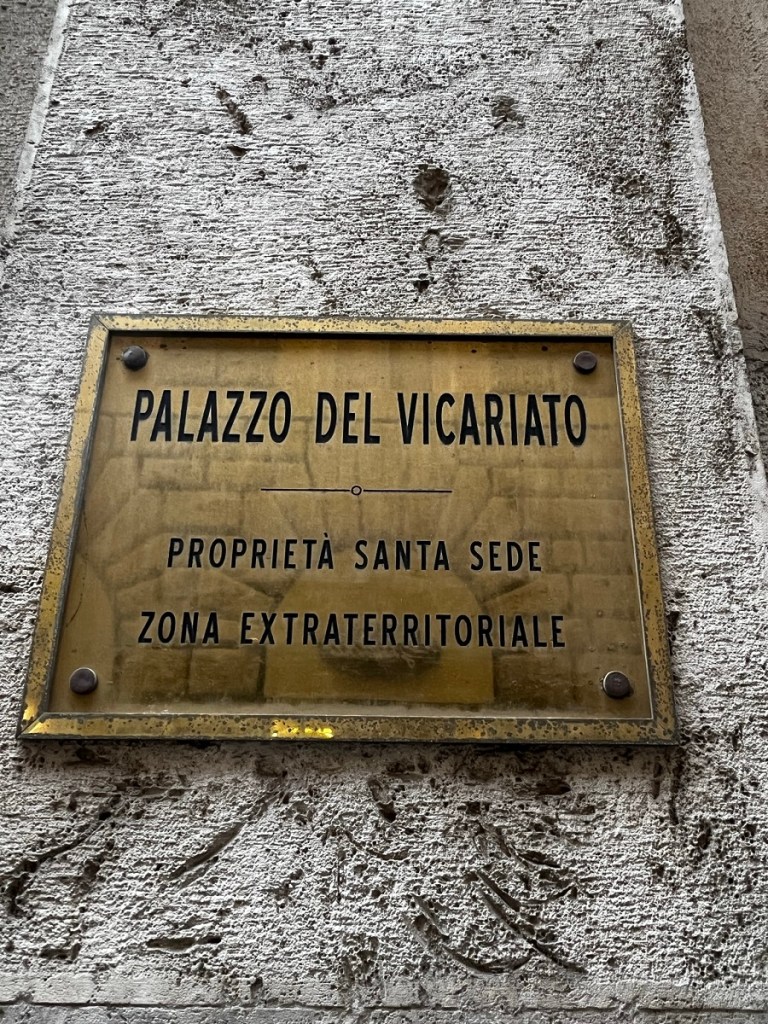 PALAZZO DEL VICARIATO
PROPRIETÀ SANTA SEDE
ZONA EXTRATERRITORIALE